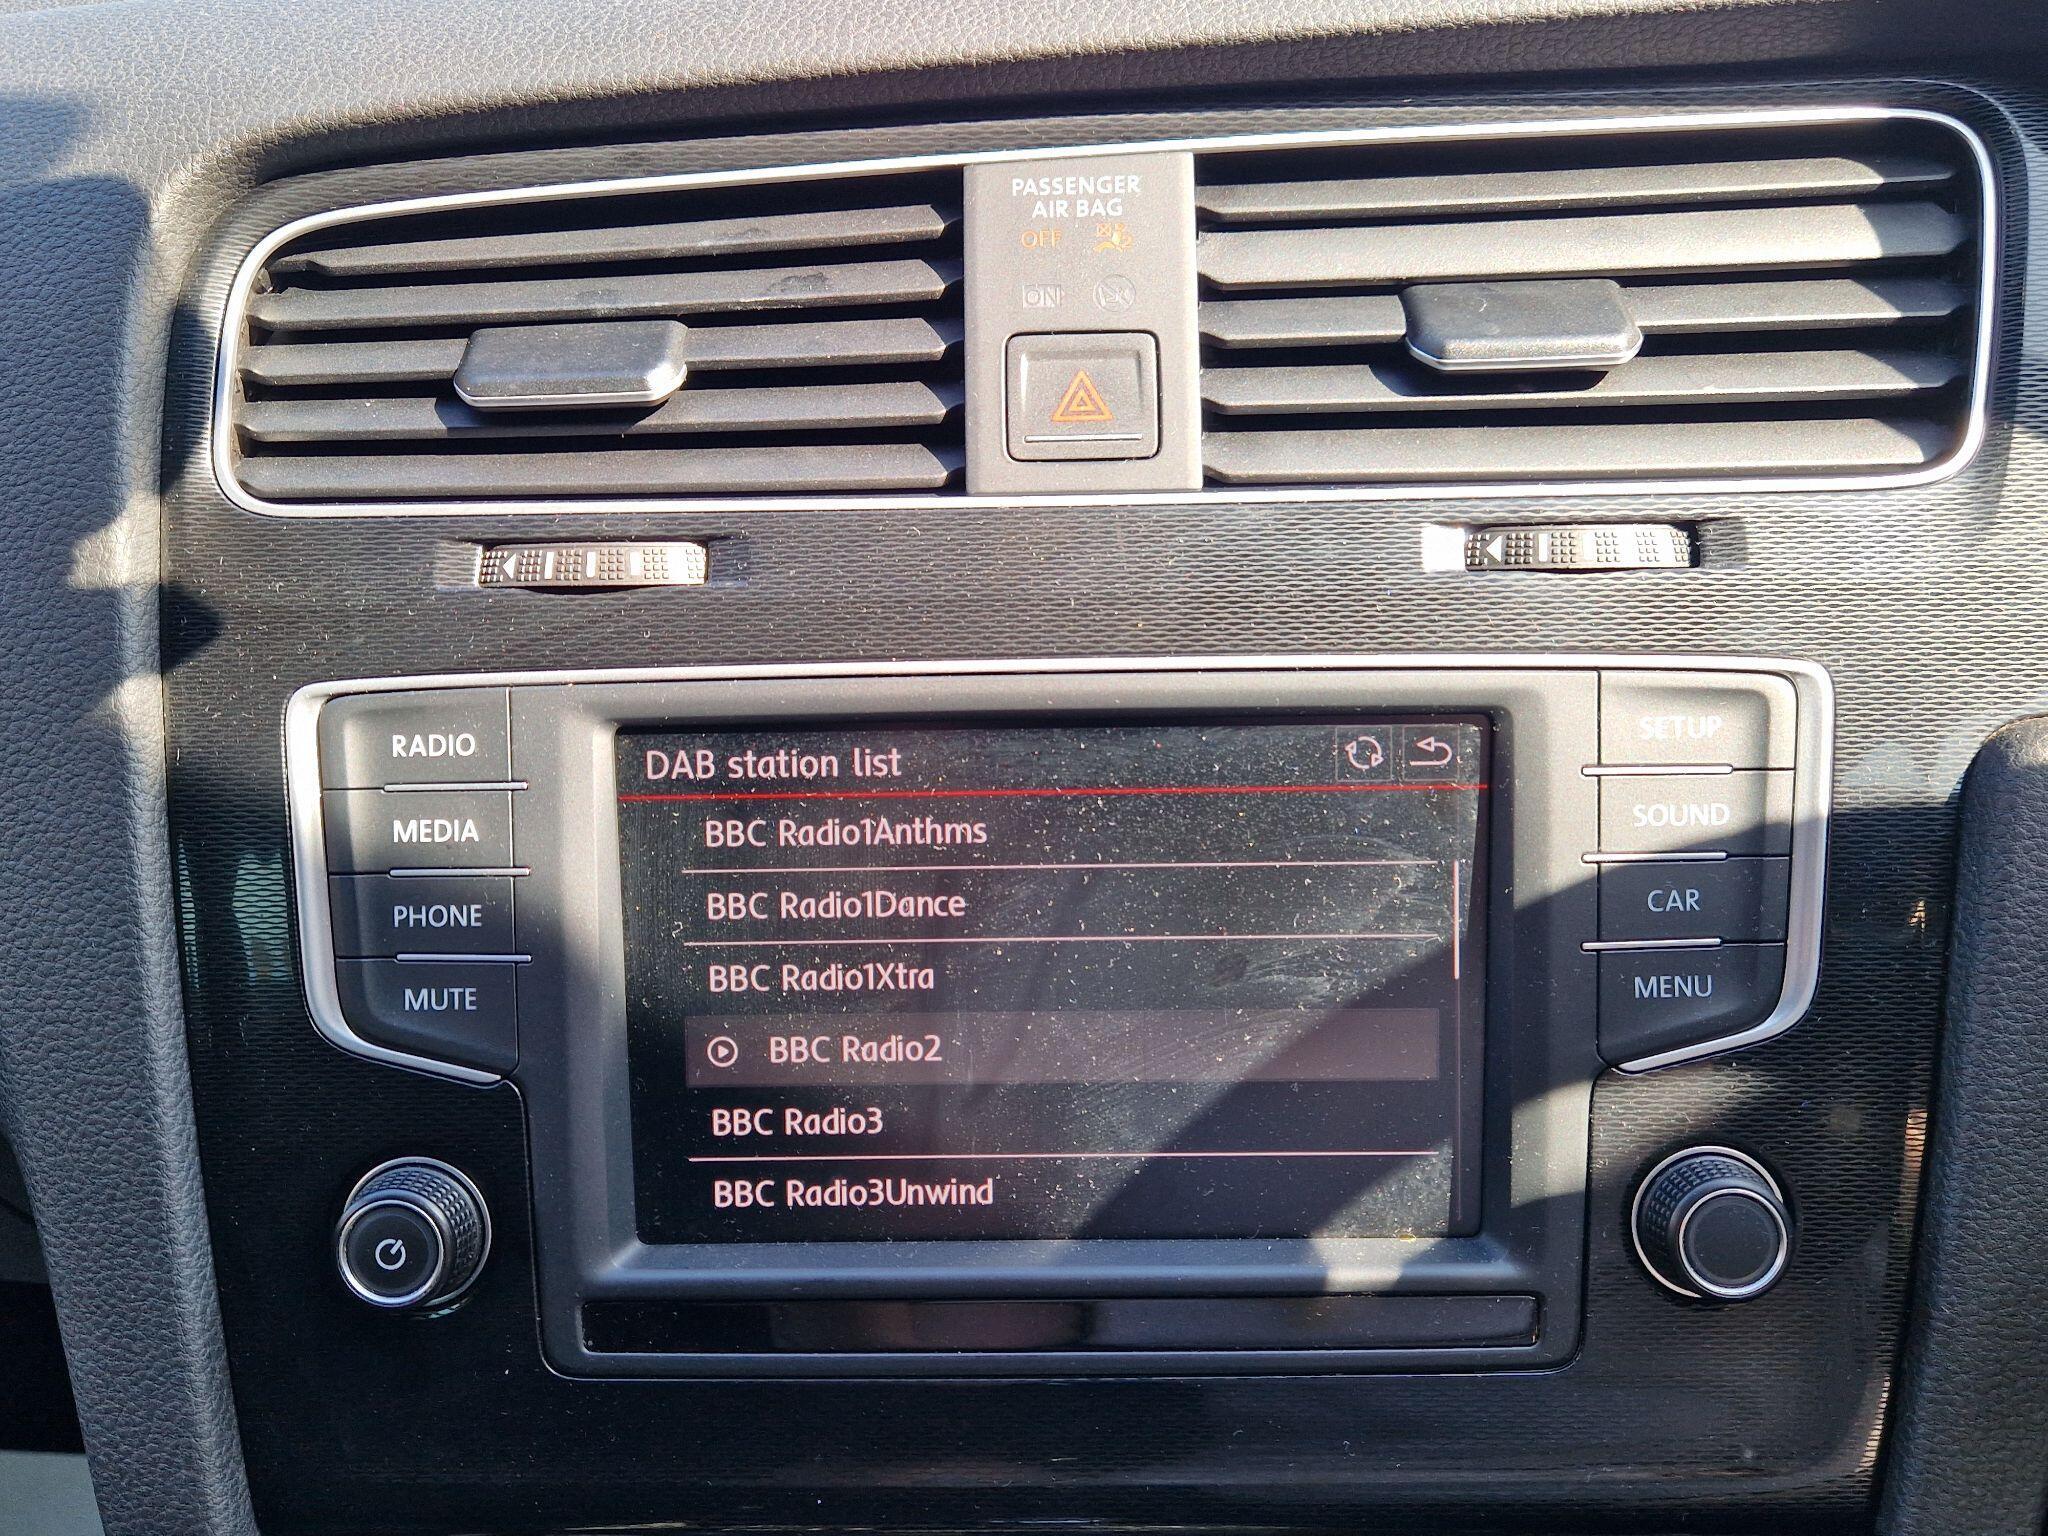 PASSENGER
AIR BAG
OFF
ON
RADIO
MEDIA
PHONE
MUTE
DAB station list
BBC Radio1Anthms
BBC Radio1Dance
BBC Radio1Xtra
BBC Radio2
BBC Radio3
BBC Radio3Unwind
SETUP
SOUND
CAR
MENU